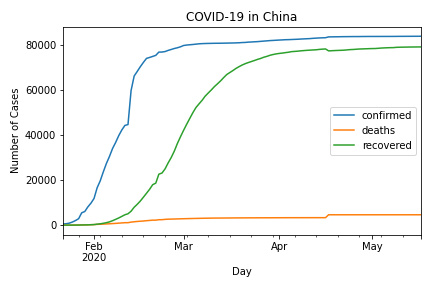 COVID-19 in China
Number of Cases
80000
60000
40000
20000
0
confirmed
deaths
recovered
Feb
2020
Mar
Apr
May
Day